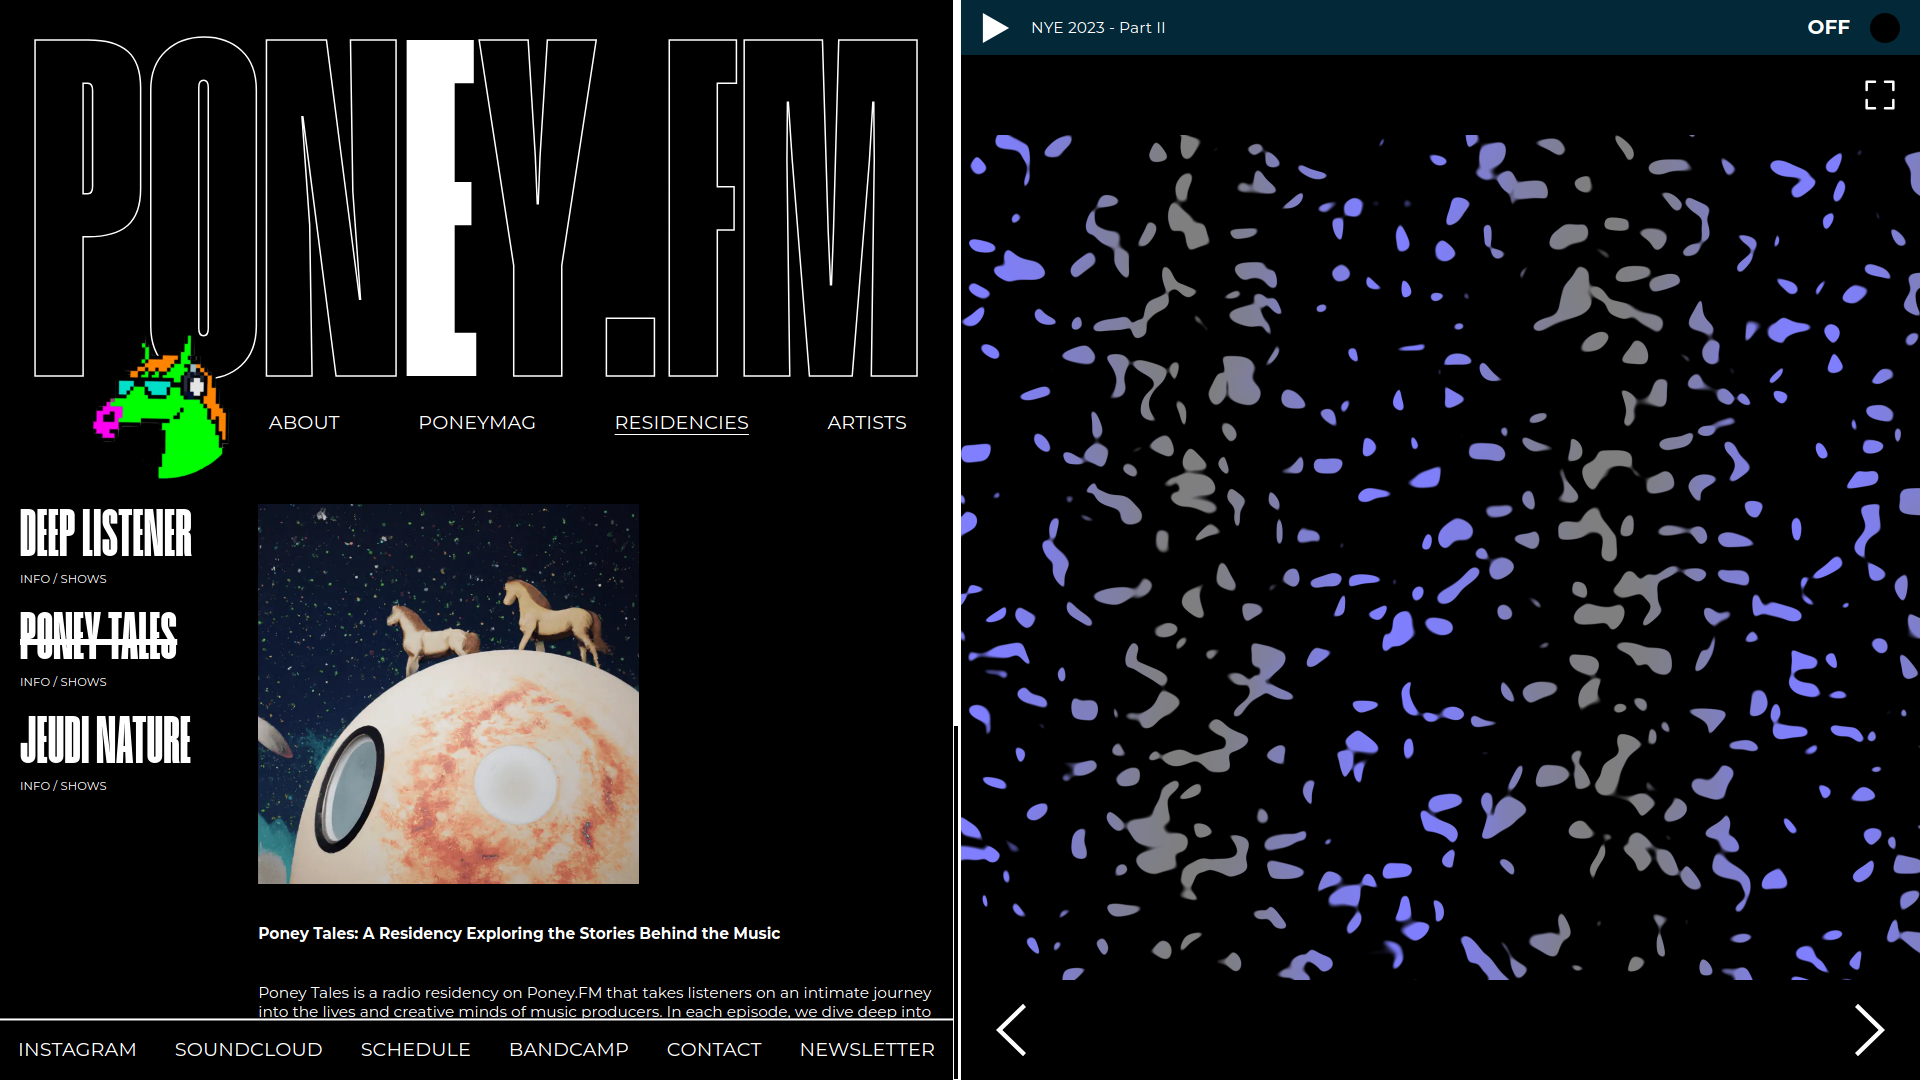 PONEY.FM
ABOUT PONEYMAG RESIDENCIES ARTISTS
DEEP LISTENER
INFO / SHOWS
PONEY TALES
INFO / SHOWS
JEUDI NATURE
INFO / SHOWS
Poney Tales: A Residency Exploring the Stories Behind the Music
Poney Tales is a radio residency on Poney.FM that takes listeners on an intimate journey
into the lives and creative minds of music producers. In each episode, we dive deep into
INSTAGRAM SOUNDCLOUD SCHEDULE BANDCAMP CONTACT NEWSLETTER
NYE 2023 - Part II
OFF